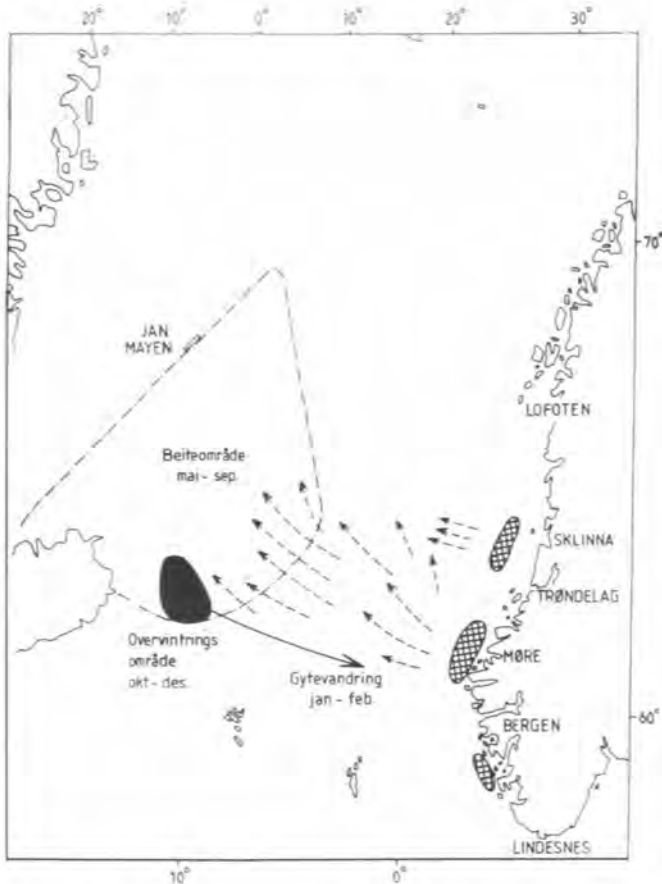 20° 10° 0° 10° 20° 30°
70°
JAN
MAYEN
LOFOTEN
Beiteområde
mai - sep.
SKLINNA
TRØNDELAG
Overvintrings
område
okt - des.
Gytevandring
jan - feb.
MØRE
60°
BERGEN
LINDESNES
10° 0°